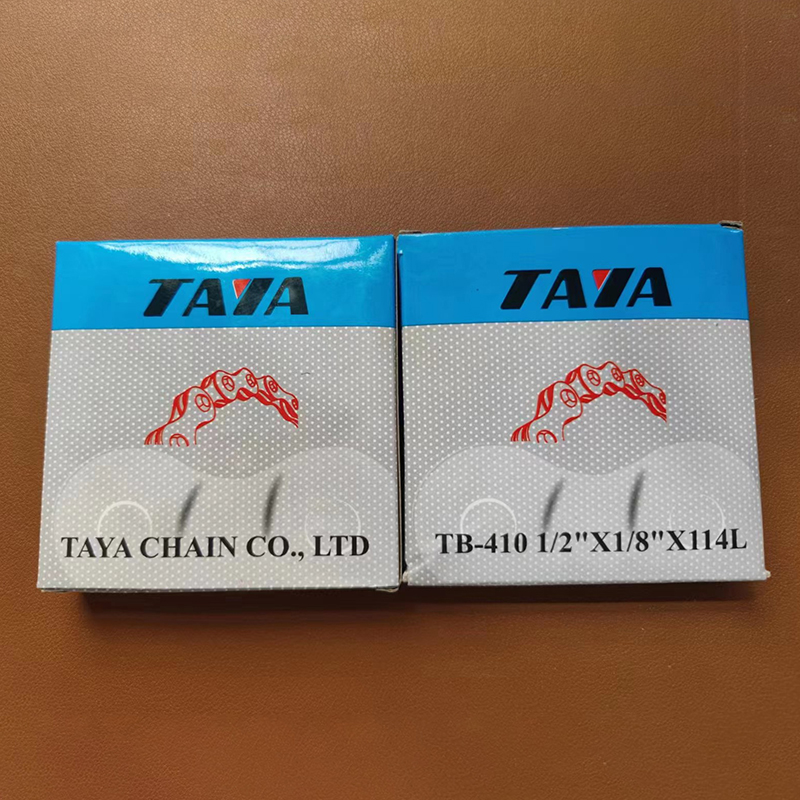 TAYA
TAYA CHAIN CO., LTD
TAYA
TB-410 1/2"X1/8"X114L